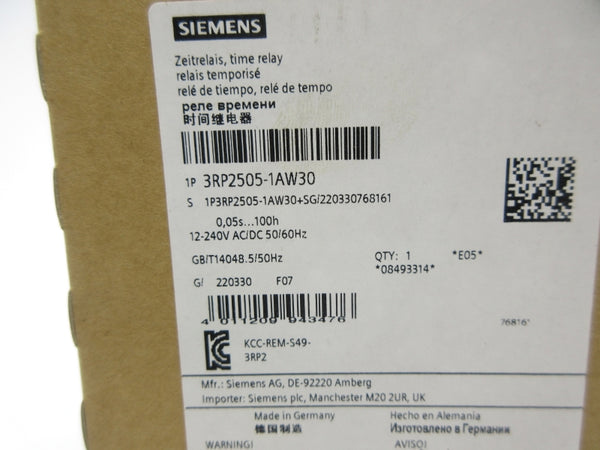 SIEMENS
Zeitrelais, time relay
relais temporisé
relé de tiempo, relé de tempo
реле времени
时间继电器
1P 3RP2505-1AW30
S 1P3RP2505-1AW30+SG/220330768161
0,05s...100h
12-240V AC/DC 50/60Hz
GB/T14048.5/50Hz QTY: 1 *E05*
*08493314*
G/ 220330 F07
4 011209 943476
76816*
KCC-REM-S49-
3RP2
Mfr.: Siemens AG, DE-92220 Amberg
Importer: Siemens plc, Manchester M20 2UR, UK
Made in Germany Hecho en Alemania
德国制造 Изготовлено в Германии
WARNING! AVISO!